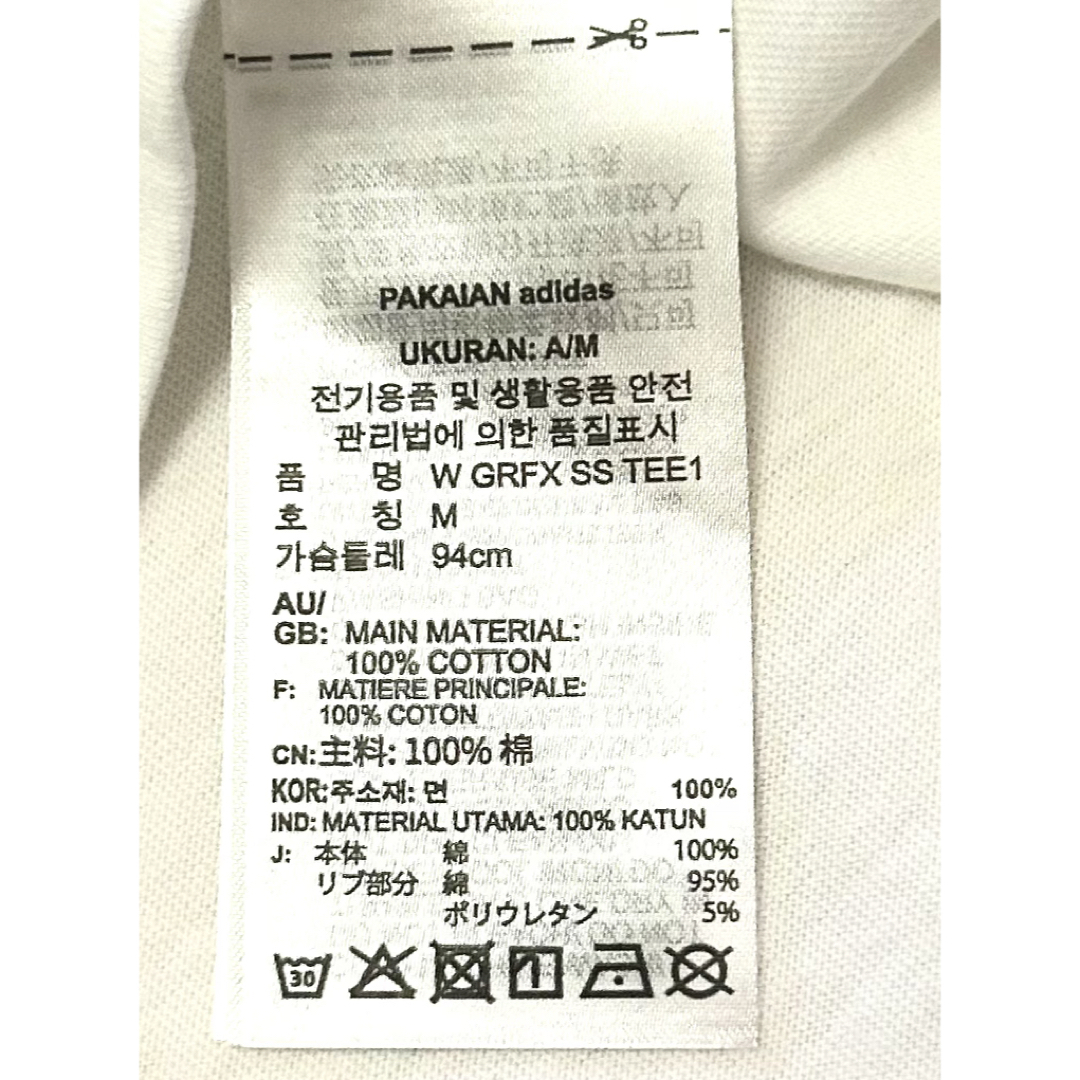 PAKAIAN adidas
UKURAN: A/M
전기용품 및 생활용품 안전
관리법에 의한 품질표시
품 명 W GRFX SS TEE1
호 칭 M
가슴둘레 94cm
AU/
GB: MAIN MATERIAL:
100% COTTON
F: MATIERE PRINCIPALE:
100% COTON
CN:主料: 100% 棉
KOR:주소재: 면 100%
IND: MATERIAL UTAMA: 100% KATUN
J: 本体 綿 100%
リブ部分 綿 95%
ポリウレタン 5%
30